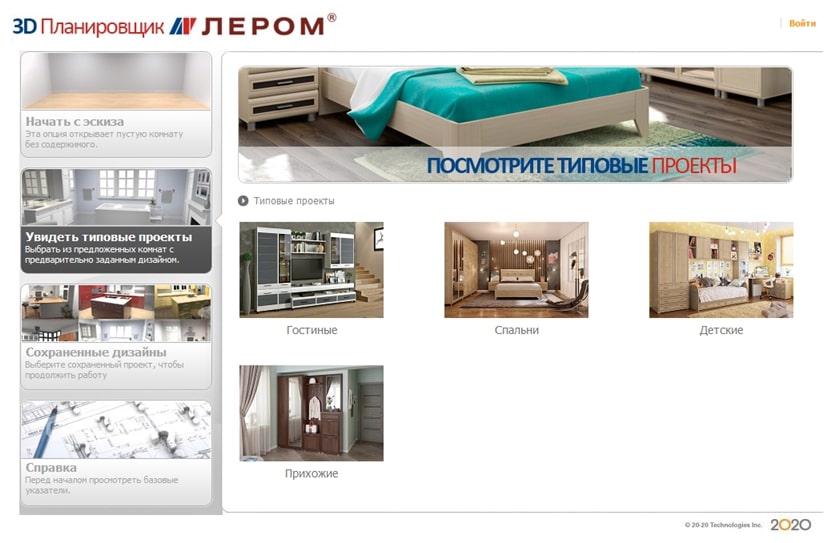 3D Планировщик ЛЕРОМ®
Войти
Начать с эскиза
Эта опция открывает пустую комнату
без содержимого.
Увидеть типовые проекты
Выбрать из предложенных комнат с
предварительно заданным дизайном.
Сохраненные дизайны
Выберите сохраненный проект, чтобы
продолжить работу
Справка
Перед началом просмотреть базовые
указатели.
ПОСМОТРИТЕ ТИПОВЫЕ ПРОЕКТЫ
Типовые проекты
Гостиные
Спальни
Детские
Прихожие
© 20-20 Technologies Inc. 2020